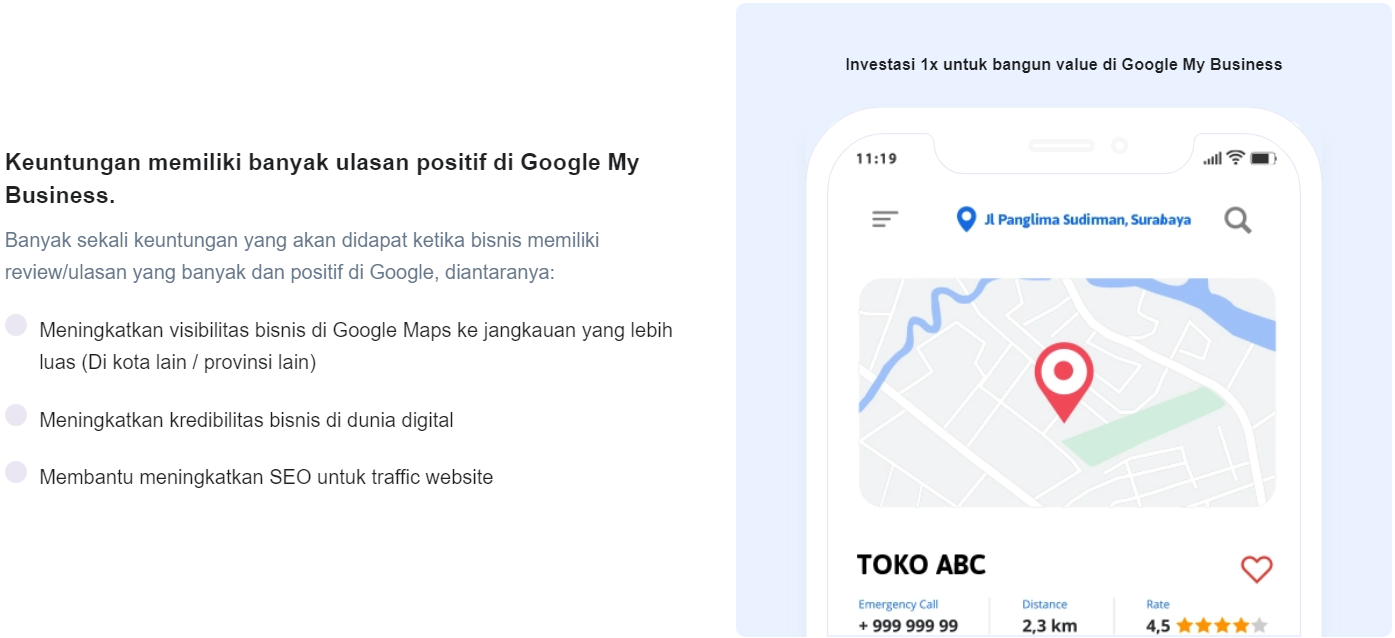 Keuntungan memiliki banyak ulasan positif di Google My
Business.
Banyak sekali keuntungan yang akan didapat ketika bisnis memiliki
review/ulasan yang banyak dan positif di Google, diantaranya:
Meningkatkan visibilitas bisnis di Google Maps ke jangkauan yang lebih
luas (Di kota lain / provinsi lain)
Meningkatkan kredibilitas bisnis di dunia digital
Membantu meningkatkan SEO untuk traffic website
Investasi 1x untuk bangun value di Google My Business
11:19
Jl Panglima Sudirman, Surabaya
TOKO ABC
Emergency Call Distance Rate
+ 999 999 99 2,3 km 4,5